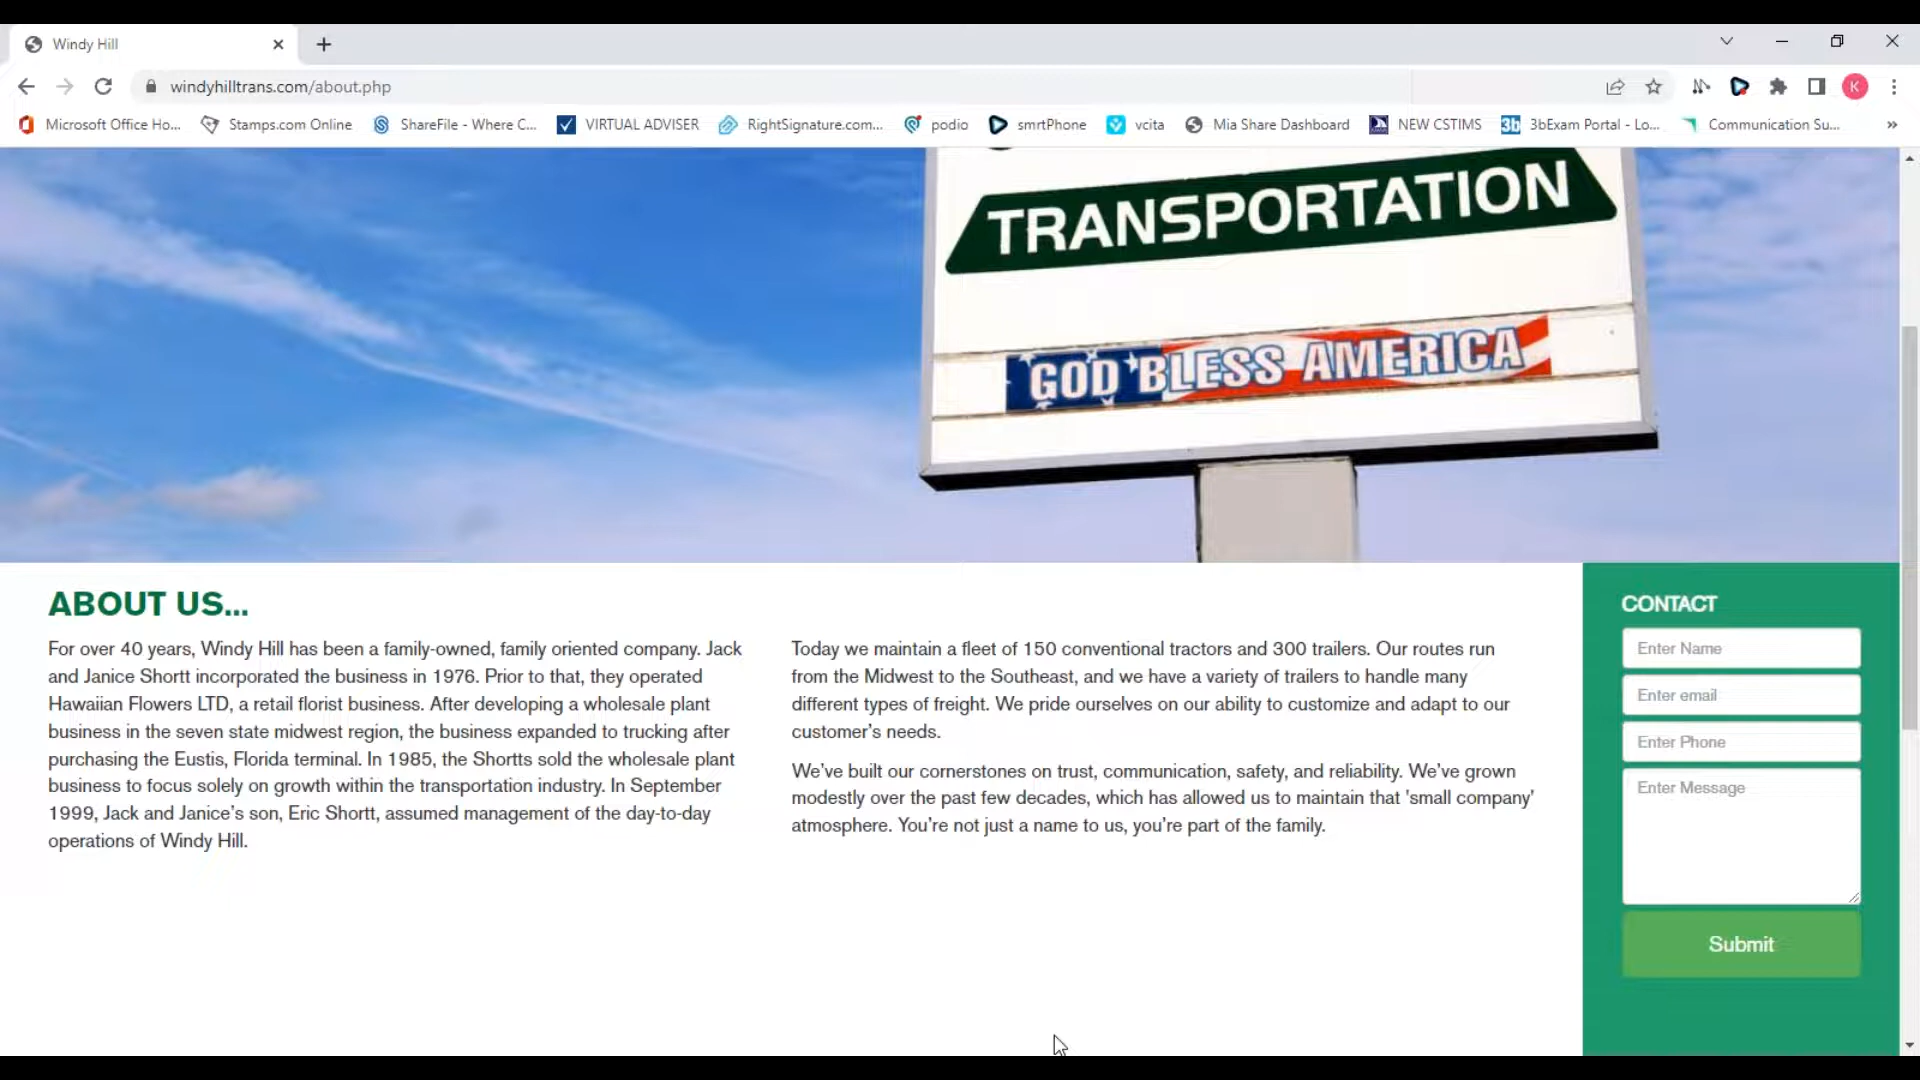 Windy Hill
windyhilltrans.com/about.php
K
Microsoft Office Ho... Stamps.com Online ShareFile - Where C... VIRTUAL ADVISER RightSignature.com... podio smrtPhone vcita Mia Share Dashboard NEW CSTIMS 3b 3bExam Portal - Lo... Communication Su... »
TRANSPORTATION
GOD BLESS AMERICA
ABOUT US...
For over 40 years, Windy Hill has been a family-owned, family oriented company. Jack
and Janice Shortt incorporated the business in 1976. Prior to that, they operated
Hawaiian Flowers LTD, a retail florist business. After developing a wholesale plant
business in the seven state midwest region, the business expanded to trucking after
purchasing the Eustis, Florida terminal. In 1985, the Shortts sold the wholesale plant
business to focus solely on growth within the transportation industry. In September
1999, Jack and Janice’s son, Eric Shortt, assumed management of the day-to-day
operations of Windy Hill.
Today we maintain a fleet of 150 conventional tractors and 300 trailers. Our routes run
from the Midwest to the Southeast, and we have a variety of trailers to handle many
different types of freight. We pride ourselves on our ability to customize and adapt to our
customer’s needs.
We’ve built our cornerstones on trust, communication, safety, and reliability. We’ve grown
modestly over the past few decades, which has allowed us to maintain that 'small company'
atmosphere. You’re not just a name to us, you’re part of the family.
CONTACT
Enter Name
Enter email
Enter Phone
Enter Message
Submit